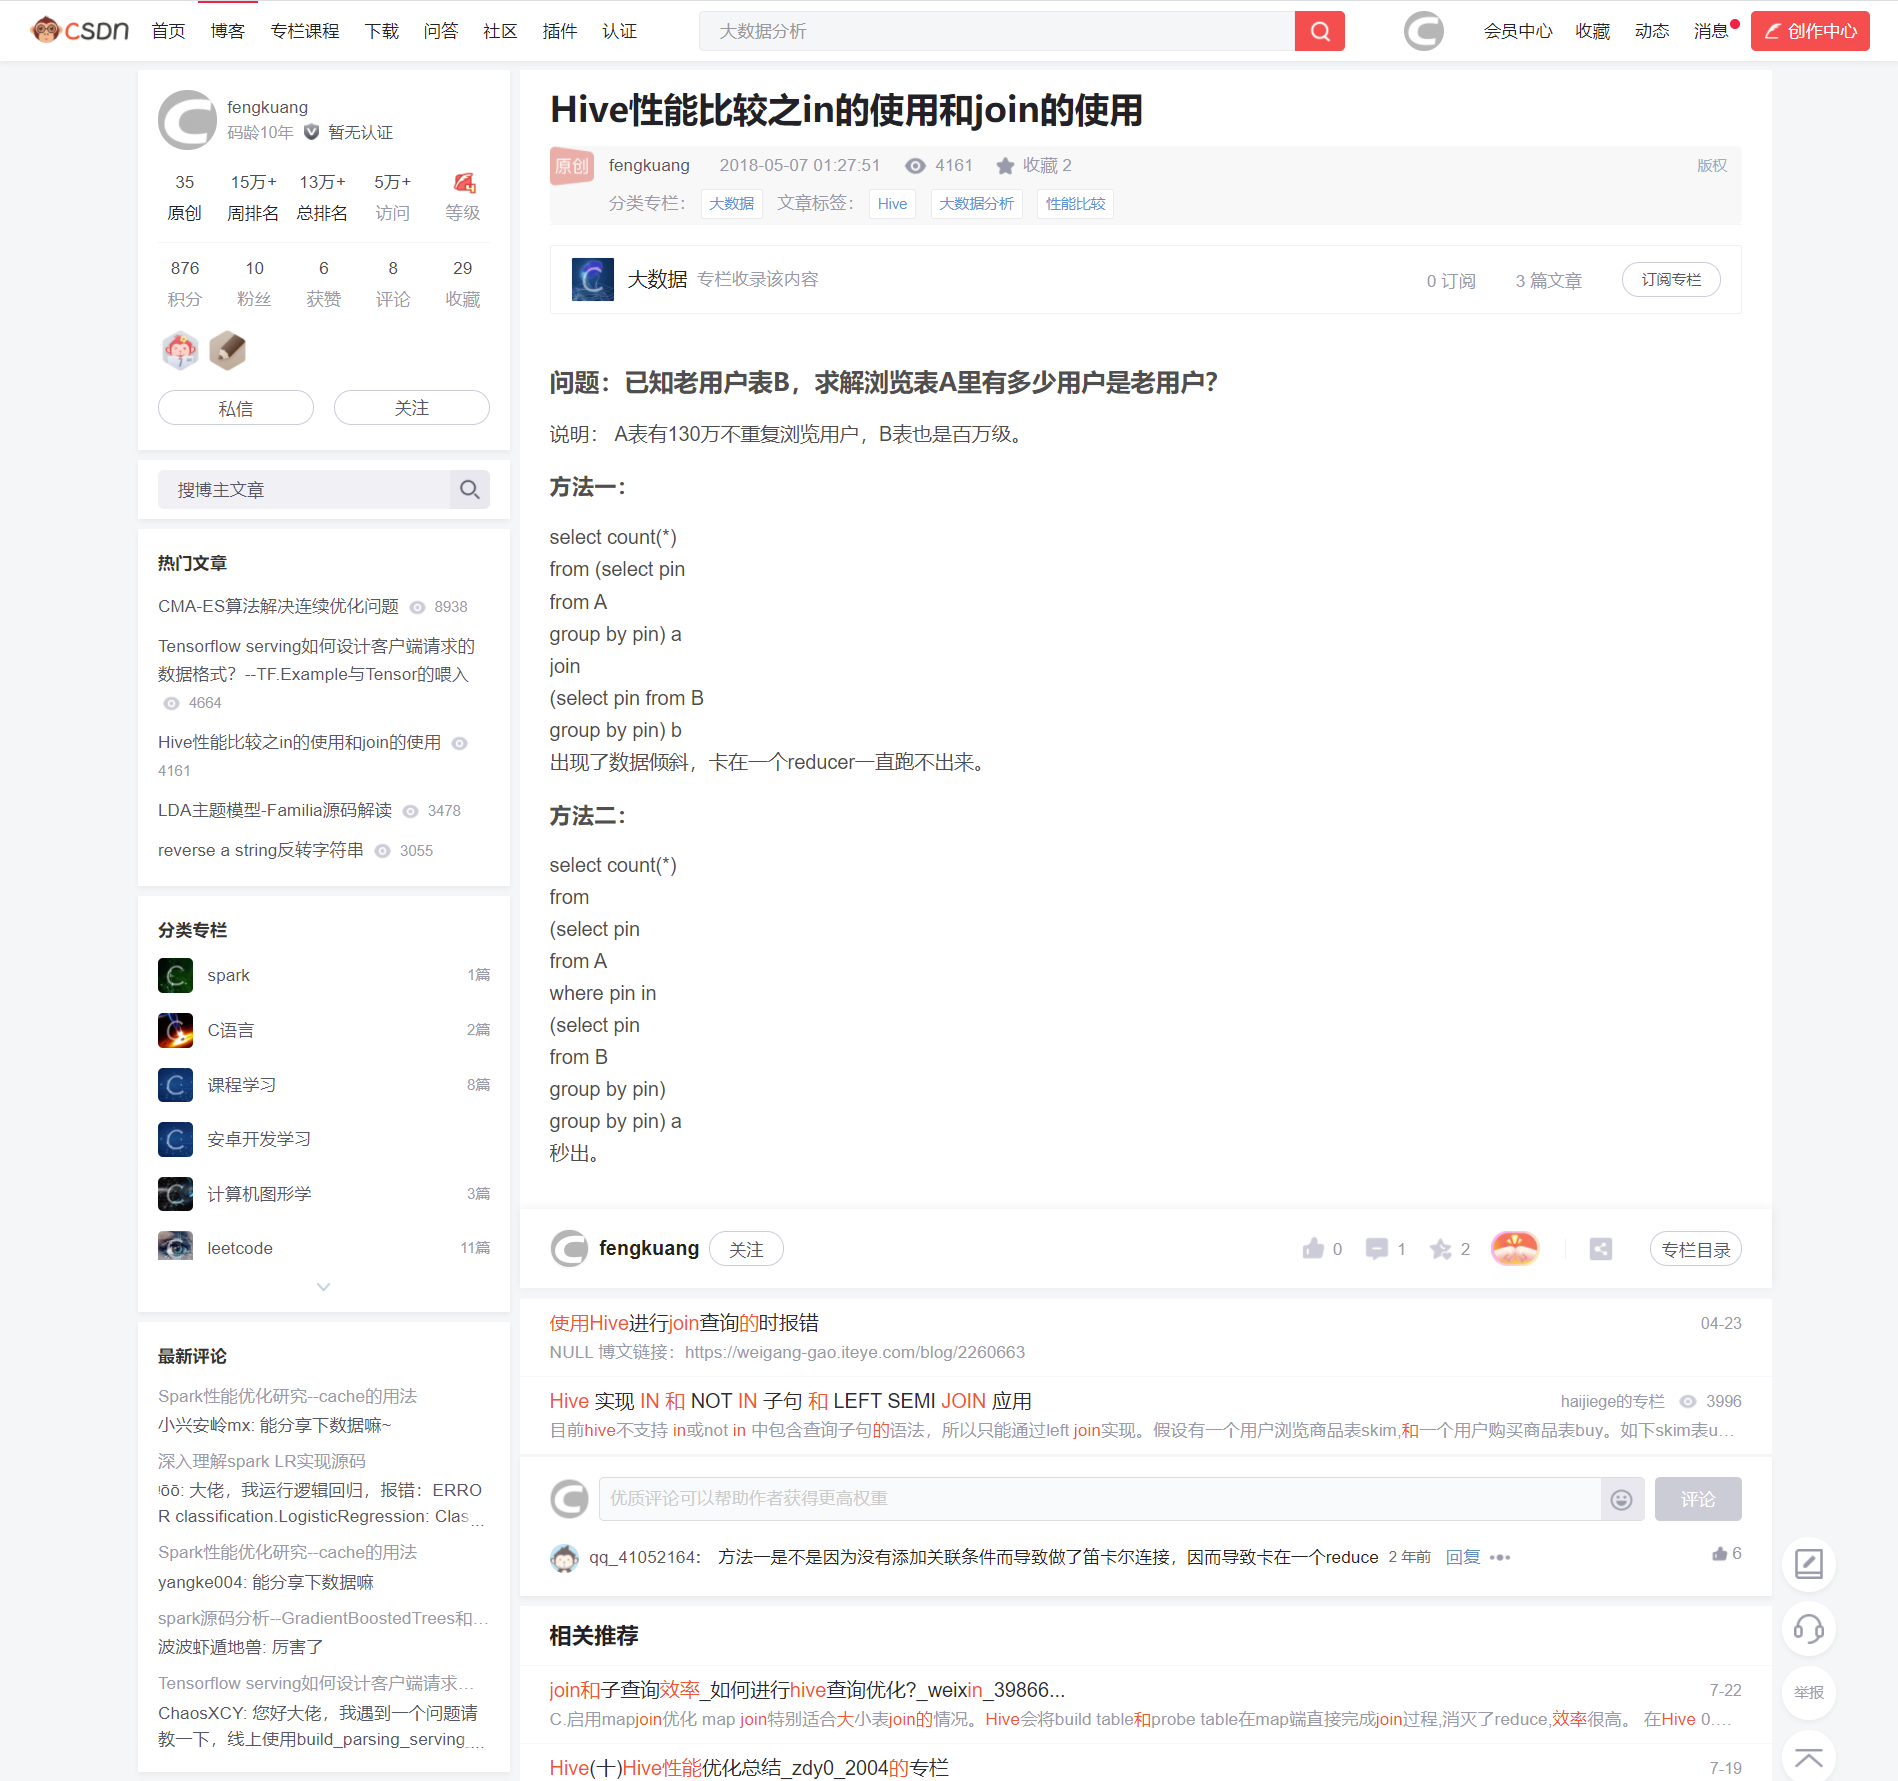 CSDN 首页 博客 专栏课程 下载 问答 社区 插件 认证 大数据分析 会员中心 收藏 动态 消息 创作中心
fengkuang
码龄10年 暂无认证
35 15万+ 13万+ 5万+
原创 周排名 总排名 访问 等级
876 10 6 8 29
积分 粉丝 获赞 评论 收藏
私信 关注
搜博主文章
热门文章
CMA-ES算法解决连续优化问题 8938
Tensorflow serving如何设计客户端请求的
数据格式？--TF.Example与Tensor的喂入
4664
Hive性能比较之in的使用和join的使用
4161
LDA主题模型-Familia源码解读 3478
reverse a string反转字符串 3055
分类专栏
spark 1篇
C语言 2篇
课程学习 8篇
安卓开发学习
计算机图形学 3篇
leetcode 11篇
最新评论
Spark性能优化研究--cache的用法
小兴安岭mx: 能分享下数据嘛~
深入理解spark LR实现源码
ōō: 大佬，我运行逻辑回归，报错：ERRO
R classification.LogisticRegression: Clas...
Spark性能优化研究--cache的用法
yangke004: 能分享下数据嘛
spark源码分析--GradientBoostedTrees和...
波波虾遁地兽: 厉害了
Tensorflow serving如何设计客户端请求...
ChaosXCY: 您好大佬，我遇到一个问题请
教一下，线上使用build_parsing_serving_...
Hive性能比较之in的使用和join的使用
原创 fengkuang 2018-05-07 01:27:51 4161 收藏 2 版权
分类专栏： 大数据 文章标签： Hive 大数据分析 性能比较
大数据 专栏收录该内容 0 订阅 3 篇文章 订阅专栏
问题：已知老用户表B，求解浏览表A里有多少用户是老用户？
说明： A表有130万不重复浏览用户，B表也是百万级。
方法一：
select count(*)
from (select pin
from A
group by pin) a
join
(select pin from B
group by pin) b
出现了数据倾斜，卡在一个reducer一直跑不出来。
方法二：
select count(*)
from
(select pin
from A
where pin in
(select pin
from B
group by pin)
group by pin) a
秒出。
fengkuang 关注 0 1 2 专栏目录
使用Hive进行join查询的时报错 04-23
NULL 博文链接：https://weigang-gao.iteye.com/blog/2260663
Hive 实现 IN 和 NOT IN 子句 和 LEFT SEMI JOIN 应用 haijiege的专栏 3996
目前hive不支持 in或not in 中包含查询子句的语法，所以只能通过left join实现。假设有一个用户浏览商品表skim,和一个用户购买商品表buy。如下skim表u...
优质评论可以帮助作者获得更高权重 评论
qq_41052164： 方法一是不是因为没有添加关联条件而导致做了笛卡尔连接，因而导致卡在一个reduce 2 年前 回复 6
相关推荐
join和子查询效率_如何进行hive查询优化?_weixin_39866... 7-22
C.启用mapjoin优化 map join特别适合大小表join的情况。Hive会将build table和probe table在map端直接完成join过程,消灭了reduce,效率很高。 在Hive 0....
Hive(十)Hive性能优化总结_zdy0_2004的专栏 7-19
举报